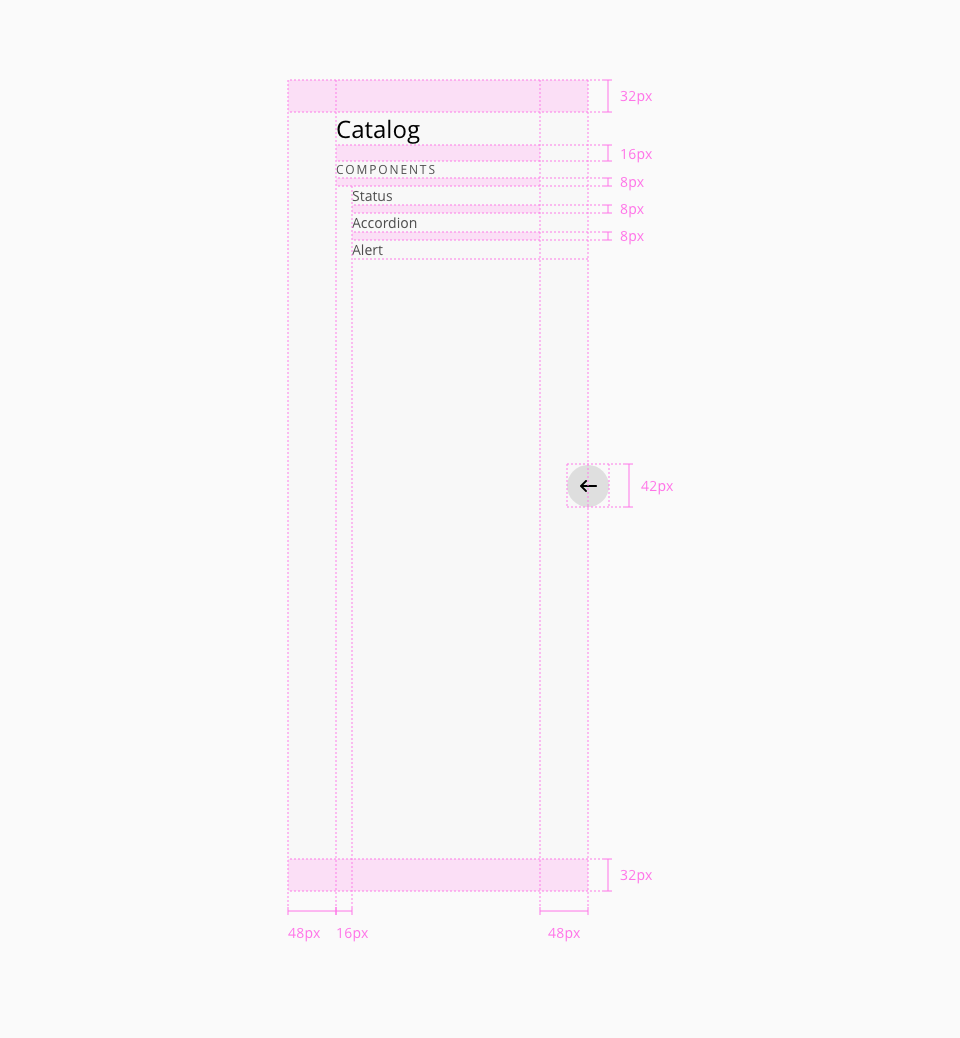 32px
Catalog
16px
COMPONENTS
8px
Status
8px
Accordion
8px
Alert
42px
32px
48px 16px 48px